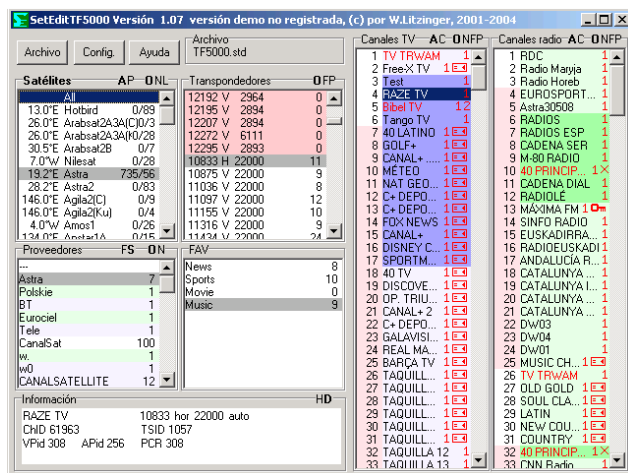 SetEditTF5000 Versión 1.07 versión demo no registrada, (c) por W.Litzinger, 2001-2004
Archivo Config. Ayuda
Archivo
TF5000.std
Satélites AP ONL
All
13.0°E Hotbird 0/89
26.0°E Arabsat2A3A(C)0/3
26.0°E Arabsat2A3A(K0/28
30.5°E Arabsat2B 0/7
7.0°W Nilesat 0/28
19.2°E Astra 735/56
28.2°E Astra2 0/83
146.0°E Agila2(C) 0/9
146.0°E Agila2(Ku) 0/4
4.0°W Amos1 0/26
134.0°E Apstar1A 0/15
Transpondedores OFP
12192 V 2964 0
12195 V 2894 0
12207 V 2894 0
12272 V 6111 0
12295 V 2893 0
10833 H 22000 11
10875 V 22000 9
11036 V 22000 8
11097 V 22000 12
11155 V 22000 10
11316 V 22000 9
11434 V 22000 24
Proveedores FS ON
---
Astra 7
Polskie 1
BT 1
Eurociel 1
Tele 1
CanalSat 100
w. 1
w0 1
CANALSATELLITE 12
FAV
News 8
Sports 10
Movie 0
Music 9
Información HD
RAZE TV 10833 hor 22000 auto
ChID 61963 TSID 1057
VPid 308 APid 256 PCR 308
Canales TV AC ONFP
1 TV TRWAM 1
2 Free-X TV 1
3 Test 1
4 RAZE TV 1
5 Bibel TV 12
6 Tango TV 1
7 40 LATINO 1
8 GOLF+ 1
9 CANAL+ .... 1
10 MÉTEO 1
11 NAT GEO... 1
12 C+ DEPO... 1
13 C+ DEPO... 1
14 FOX NEWS 1
15 CANAL+ 1
16 DISNEY C... 1
17 SPORTM... 1
18 40 TV 1
19 DISCOVE... 1
20 OP. TRIU... 1
21 CANAL+ 2 1
22 C+ DEPO... 1
23 GALAVISI... 1
24 REAL MA... 1
25 BARÇA TV 1
26 TAQUILL... 1
27 TAQUILL... 1
28 TAQUILL... 1
29 TAQUILL... 1
30 TAQUILL... 1
31 TAQUILL... 1
32 TAQUILLA 12 1
33 TAQUILLA 13 1
Canales radio AC ONFP
1 RDC 1
2 Radio Maryja 1
3 Radio Horeb 1
4 EUROSPORT... 1
5 Astra30508 1
6 RADIOS 1
7 RADIOS ESP 1
8 CADENA SER 1
9 M-80 RADIO 1
10 40 PRINCIP... 1
11 CADENA DIAL 1
12 RADIOLÉ 1
13 MÁXIMA FM 1
14 SINFO RADIO 1
15 EUSKADIRRA... 1
16 RADIOEUSKADI 1
17 ANDALUCÍA R... 1
18 CATALUNYA ... 1
19 CATALUNYA I... 1
20 CATALUNYA ... 1
21 CATALUNYA ... 1
22 DW03 1
23 DW04 1
24 DW01 1
25 MUSIC CH... 1
26 TV TRWAM 1
27 OLD GOLD 1
28 SOUL CLA... 1
29 LATIN 1
30 NEW COU... 1
31 COUNTRY 1
32 40 PRINCIP... 1
33 CNN Radio 1